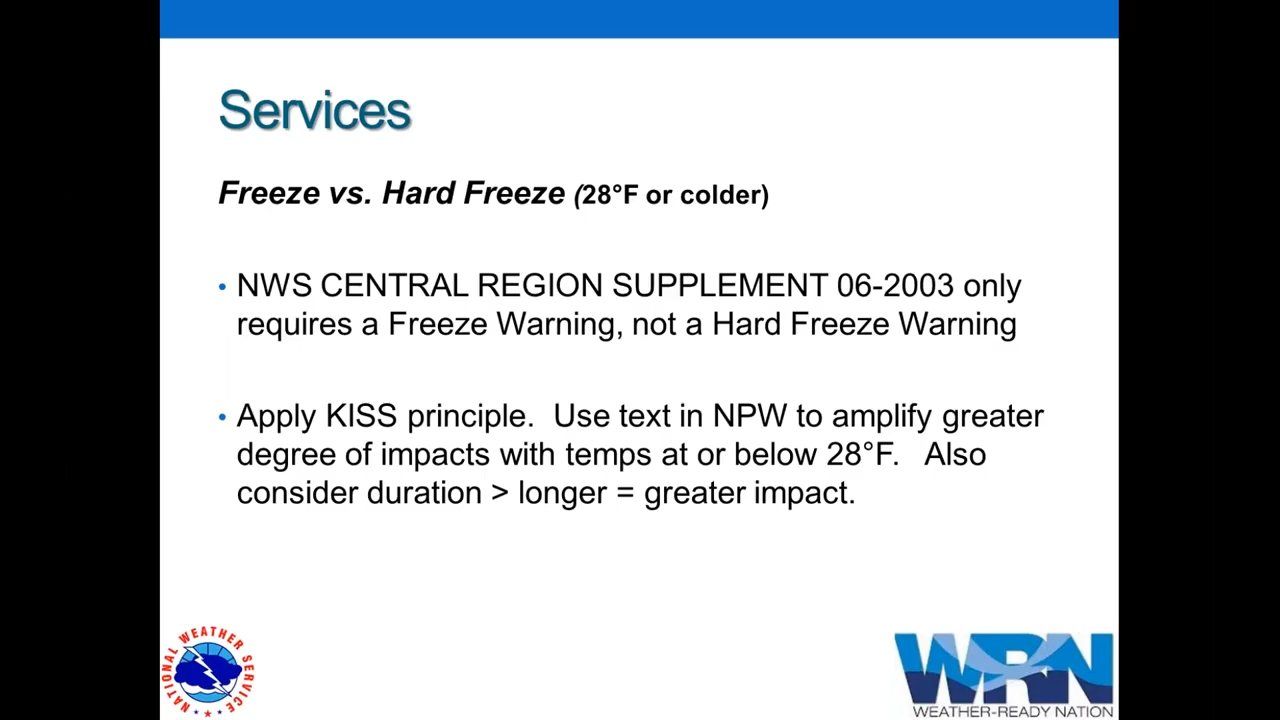 Services
Freeze vs. Hard Freeze (28°F or colder)
• NWS CENTRAL REGION SUPPLEMENT 06-2003 only
requires a Freeze Warning, not a Hard Freeze Warning
• Apply KISS principle.  Use text in NPW to amplify greater
degree of impacts with temps at or below 28°F.   Also
consider duration > longer = greater impact.
NATIONAL WEATHER SERVICE
WRN
WEATHER-READY NATION